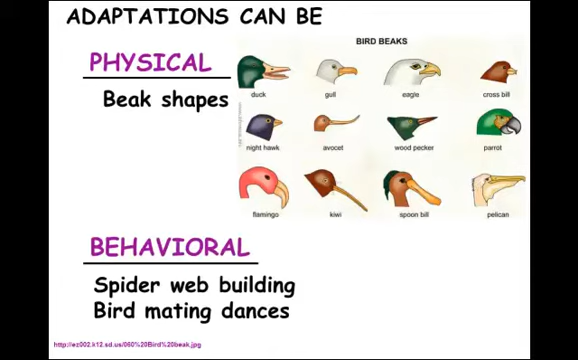 ADAPTATIONS CAN BE
PHYSICAL
Beak shapes
BIRD BEAKS
duck gull eagle cross bill
night hawk avocet wood pecker parrot
flamingo kiwi spoon bill pelican
BEHAVIORAL
Spider web building
Bird mating dances
http://ez002.k12.sd.us/060%20Bird%20beak.jpg